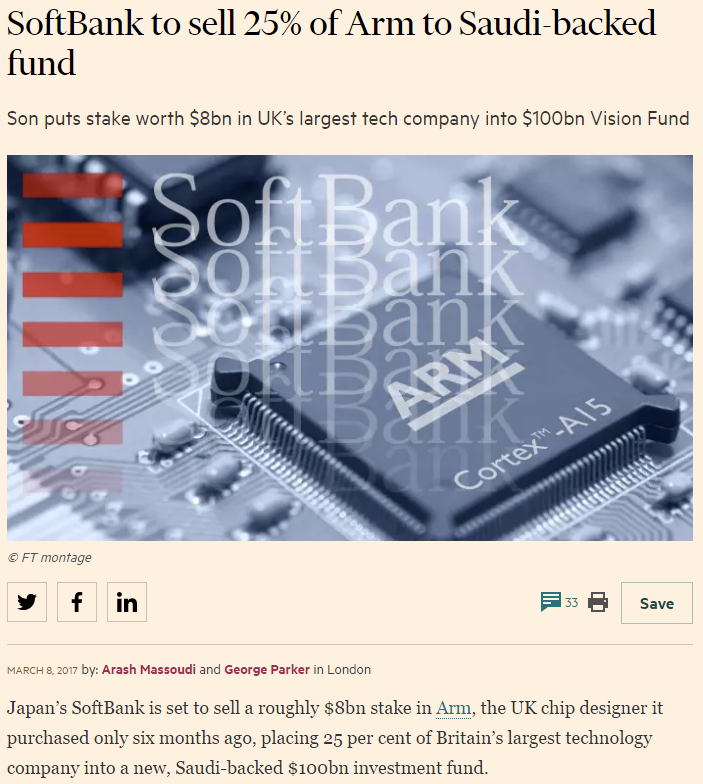 SoftBank to sell 25% of Arm to Saudi-backed
fund
Son puts stake worth $8bn in UK’s largest tech company into $100bn Vision Fund
SoftBank
SoftBank
SoftBank
SoftBank
SoftBank
Bank
ARM
Cortex™-A15
© FT montage
33
Save
MARCH 8, 2017 by: Arash Massoudi and George Parker in London
Japan’s SoftBank is set to sell a roughly $8bn stake in Arm, the UK chip designer it
purchased only six months ago, placing 25 per cent of Britain’s largest technology
company into a new, Saudi-backed $100bn investment fund.